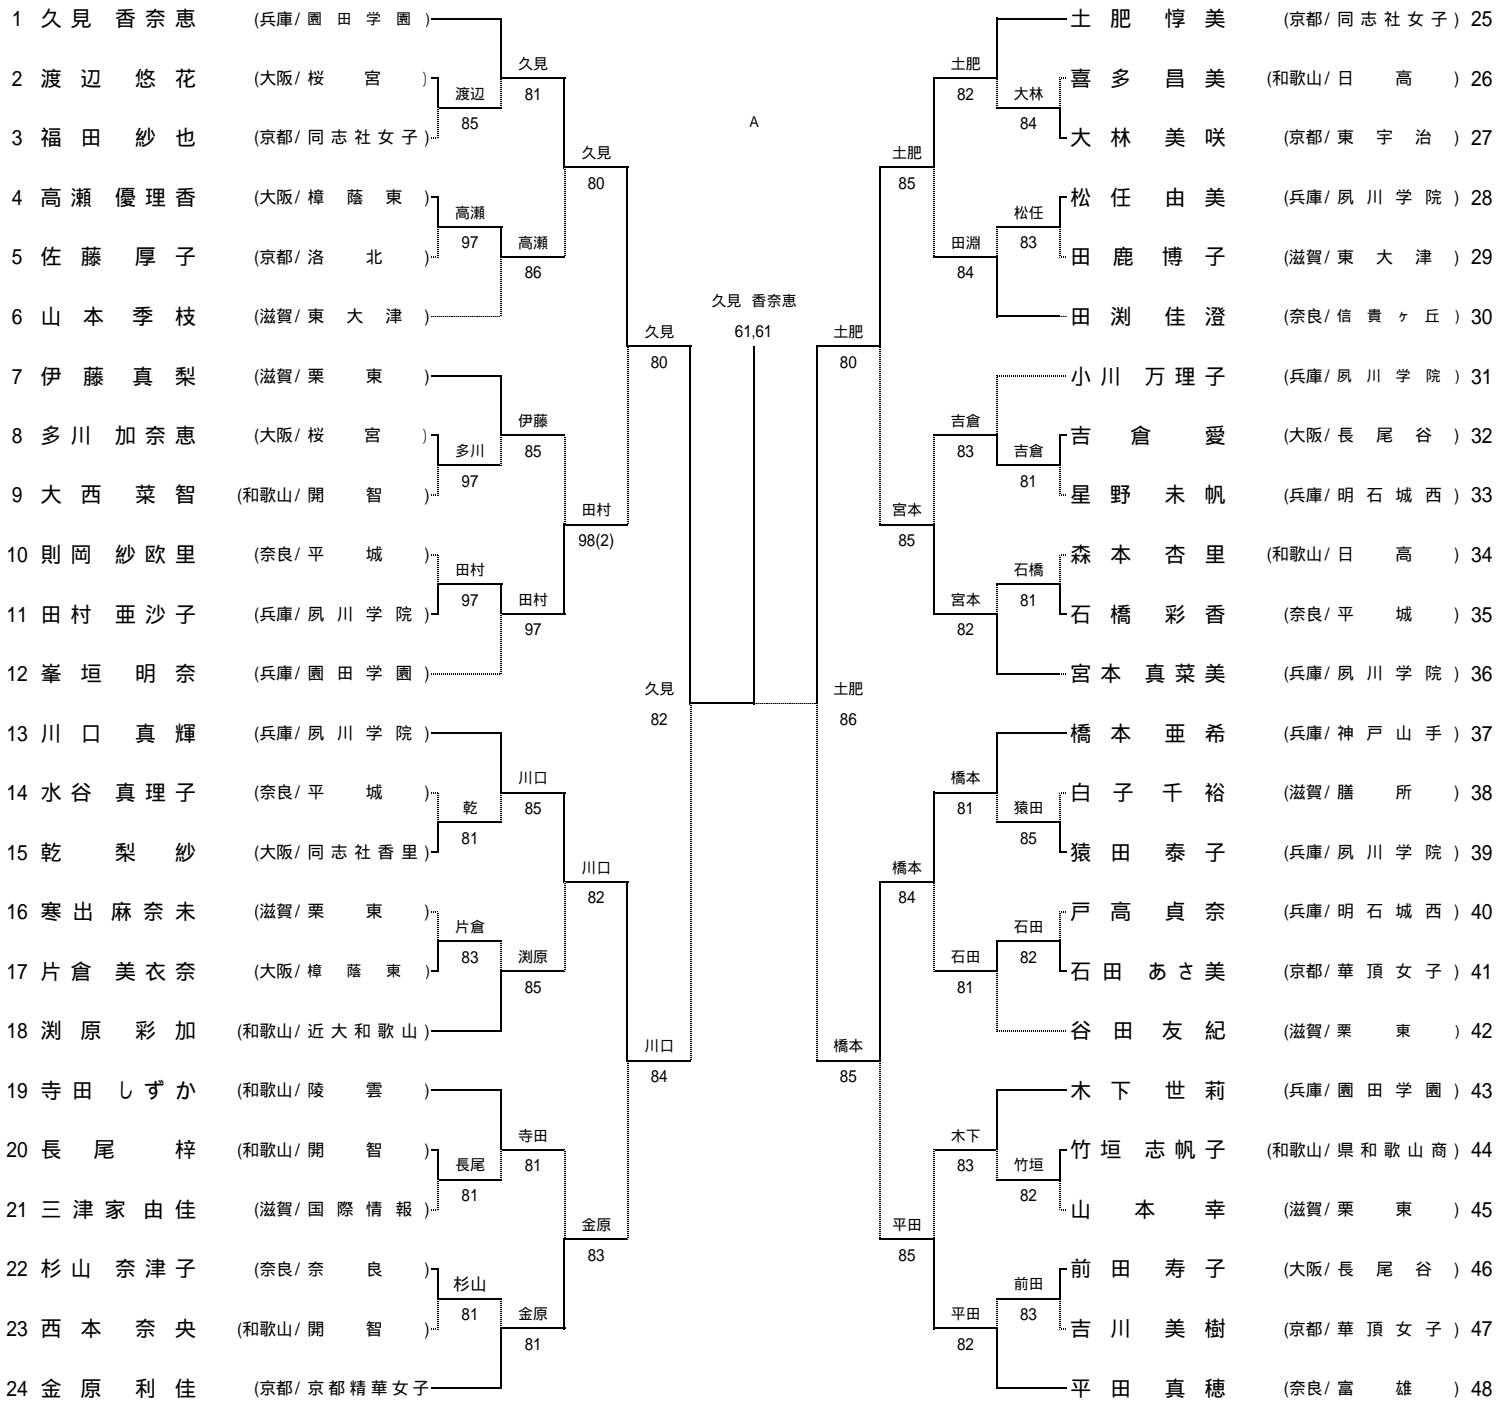 1 久見 香奈恵 (兵庫/園田学園)
2 渡辺 悠花 (大阪/桜宮)
3 福田 紗也 (京都/同志社女子)
4 高瀬 優理香 (大阪/樟蔭東)
5 佐藤 厚子 (京都/洛北)
6 山本 季枝 (滋賀/東大津)
7 伊藤 真梨 (滋賀/栗東)
8 多川 加奈恵 (大阪/桜宮)
9 大西 菜智 (和歌山/開智)
10 則岡 紗欧里 (奈良/平城)
11 田村 亜沙子 (兵庫/夙川学院)
12 峯垣 明奈 (兵庫/園田学園)
13 川口 真輝 (兵庫/夙川学院)
14 水谷 真理子 (奈良/平城)
15 乾 梨紗 (大阪/同志社香里)
16 寒出 麻奈未 (滋賀/栗東)
17 片倉 美衣奈 (大阪/樟蔭東)
18 渕原 彩加 (和歌山/近大和歌山)
19 寺田 しずか (和歌山/陵雲)
20 長尾 梓 (和歌山/開智)
21 三津家 由佳 (滋賀/国際情報)
22 杉山 奈津子 (奈良/奈良)
23 西本 奈央 (和歌山/開智)
24 金原 利佳 (京都/京都精華女子
渡辺
85
高瀬
97
多川
97
田村
97
乾
81
片倉
83
長尾
81
杉山
81
久見
81
高瀬
86
伊藤
85
田村
97
川口
85
渕原
85
寺田
81
金原
81
久見
80
田村
98(2)
川口
82
金原
83
久見
80
川口
84
久見
82
A
久見 香奈恵
61,61
土肥
86
土肥
80
橋本
85
土肥
85
宮本
85
橋本
84
平田
85
土肥
82
田淵
84
吉倉
83
宮本
82
橋本
81
石田
81
木下
83
平田
82
大林
84
松任
83
吉倉
81
石橋
81
猿田
85
石田
82
竹垣
82
前田
83
土肥 惇美 (京都/同志社女子) 25
喜多 昌美 (和歌山/日高) 26
大林 美咲 (京都/東宇治) 27
松任 由美 (兵庫/夙川学院) 28
田鹿 博子 (滋賀/東大津) 29
田渕 佳澄 (奈良/信貴ヶ丘) 30
小川 万理子 (兵庫/夙川学院) 31
吉倉 愛 (大阪/長尾谷) 32
星野 未帆 (兵庫/明石城西) 33
森本 杏里 (和歌山/日高) 34
石橋 彩香 (奈良/平城) 35
宮本 真菜美 (兵庫/夙川学院) 36
橋本 亜希 (兵庫/神戸山手) 37
白子 千裕 (滋賀/膳所) 38
猿田 泰子 (兵庫/夙川学院) 39
戸高 貞奈 (兵庫/明石城西) 40
石田 あさ美 (京都/華頂女子) 41
谷田 友紀 (滋賀/栗東) 42
木下 世莉 (兵庫/園田学園) 43
竹垣 志帆子 (和歌山/県和歌山商) 44
山本 幸 (滋賀/栗東) 45
前田 寿子 (大阪/長尾谷) 46
吉川 美樹 (京都/華頂女子) 47
平田 真穂 (奈良/富雄) 48